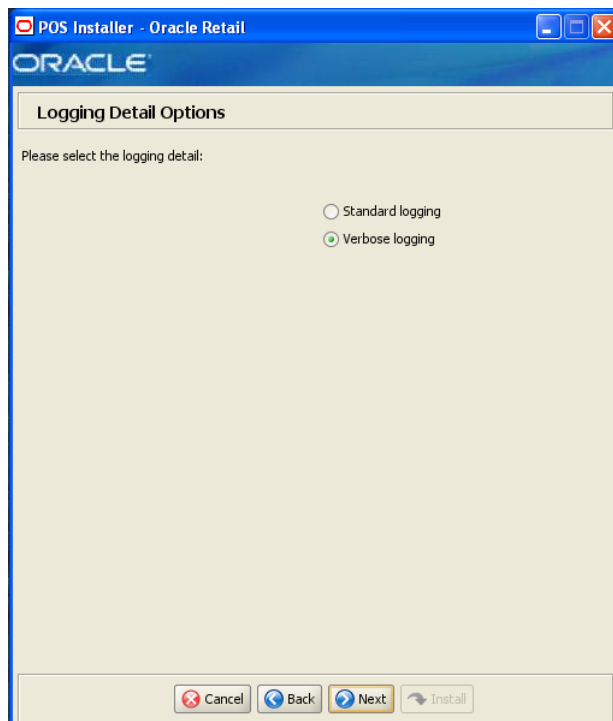 POS Installer - Oracle Retail
ORACLE
Logging Detail Options
Please select the logging detail:
Standard logging
Verbose logging
Cancel Back Next Install